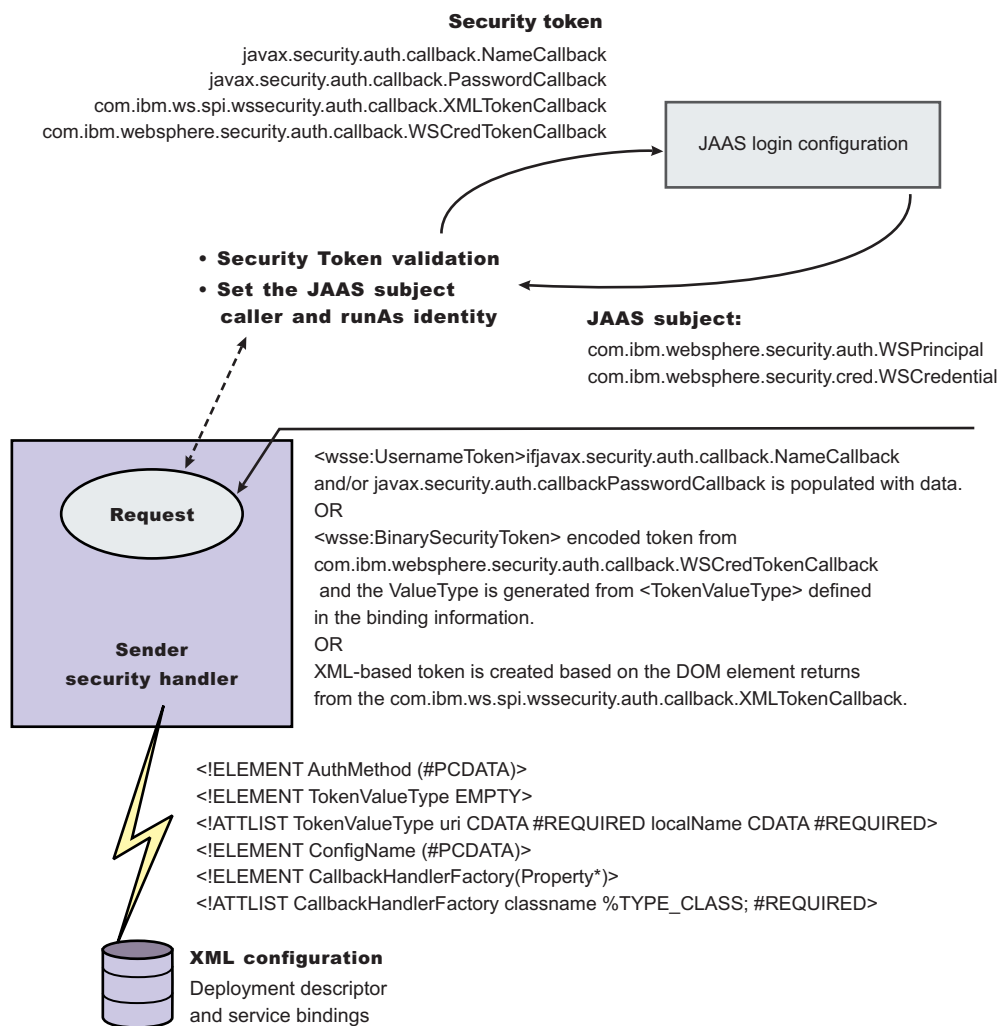 Security token
javax.security.auth.callback.NameCallback
javax.security.auth.callback.PasswordCallback
com.ibm.ws.spi.wssecurity.auth.callback.XMLTokenCallback
com.ibm.websphere.security.auth.callback.WSCredTokenCallback
JAAS login configuration
• Security Token validation
• Set the JAAS subject
caller and runAs identity
JAAS subject:
com.ibm.websphere.security.auth.WSPrincipal
com.ibm.websphere.security.cred.WSCredential
Request
Sender
security handler
<wsse:UsernameToken>ifjavax.security.auth.callback.NameCallback
and/or javax.security.auth.callbackPasswordCallback is populated with data.
OR
<wsse:BinarySecurityToken> encoded token from
com.ibm.websphere.security.auth.callback.WSCredTokenCallback
and the ValueType is generated from <TokenValueType> defined
in the binding information.
OR
XML-based token is created based on the DOM element returns
from the com.ibm.ws.spi.wssecurity.auth.callback.XMLTokenCallback.
<!ELEMENT AuthMethod (#PCDATA)>
<!ELEMENT TokenValueType EMPTY>
<!ATTLIST TokenValueType uri CDATA #REQUIRED localName CDATA #REQUIRED>
<!ELEMENT ConfigName (#PCDATA)>
<!ELEMENT CallbackHandlerFactory(Property*)>
<!ATTLIST CallbackHandlerFactory classname %TYPE_CLASS; #REQUIRED>
XML configuration
Deployment descriptor
and service bindings